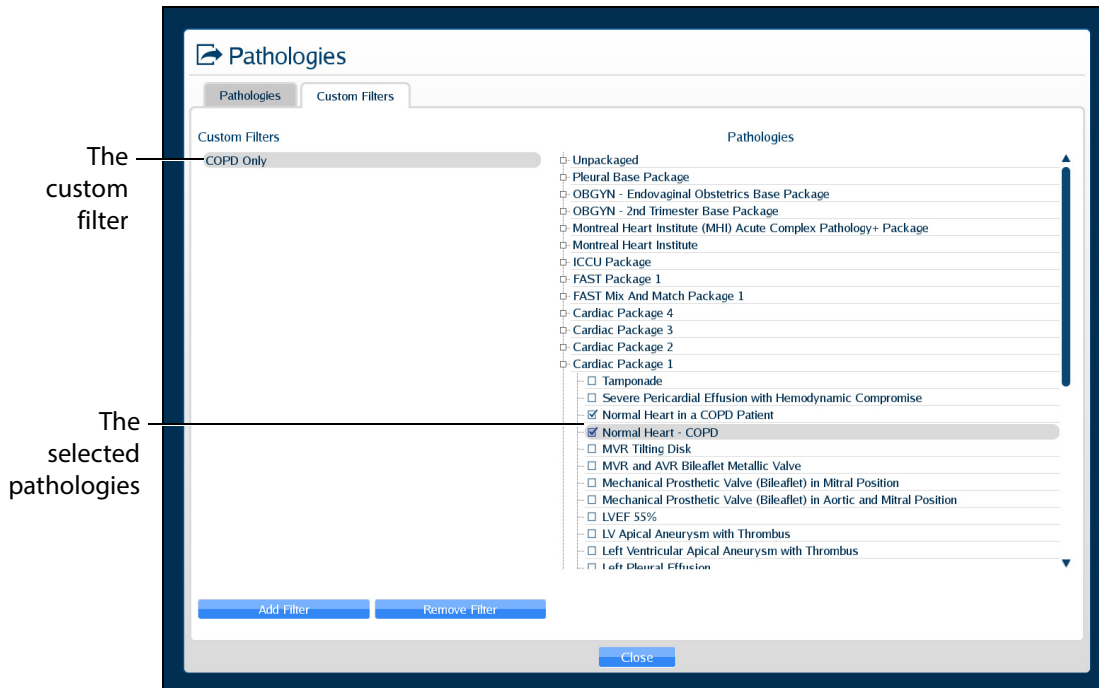 Pathologies
Pathologies
Custom Filters
Custom Filters
COPD Only
The
custom
filter
Pathologies
Unpackaged
Pleural Base Package
OBGYN - Endovaginal Obstetrics Base Package
OBGYN - 2nd Trimester Base Package
Montreal Heart Institute (MHI) Acute Complex Pathology+ Package
Montreal Heart Institute
ICCU Package
FAST Package 1
FAST Mix And Match Package 1
Cardiac Package 4
Cardiac Package 3
Cardiac Package 2
Cardiac Package 1
Tamponade
Severe Pericardial Effusion with Hemodynamic Compromise
Normal Heart in a COPD Patient
Normal Heart - COPD
The
selected
pathologies
MVR Tilting Disk
MVR and AVR Bileaflet Metallic Valve
Mechanical Prosthetic Valve (Bileaflet) in Mitral Position
Mechanical Prosthetic Valve (Bileaflet) in Aortic and Mitral Position
LVEF 55%
LV Apical Aneurysm with Thrombus
Left Ventricular Apical Aneurysm with Thrombus
Left Pleural Effusion
Add Filter
Remove Filter
Close